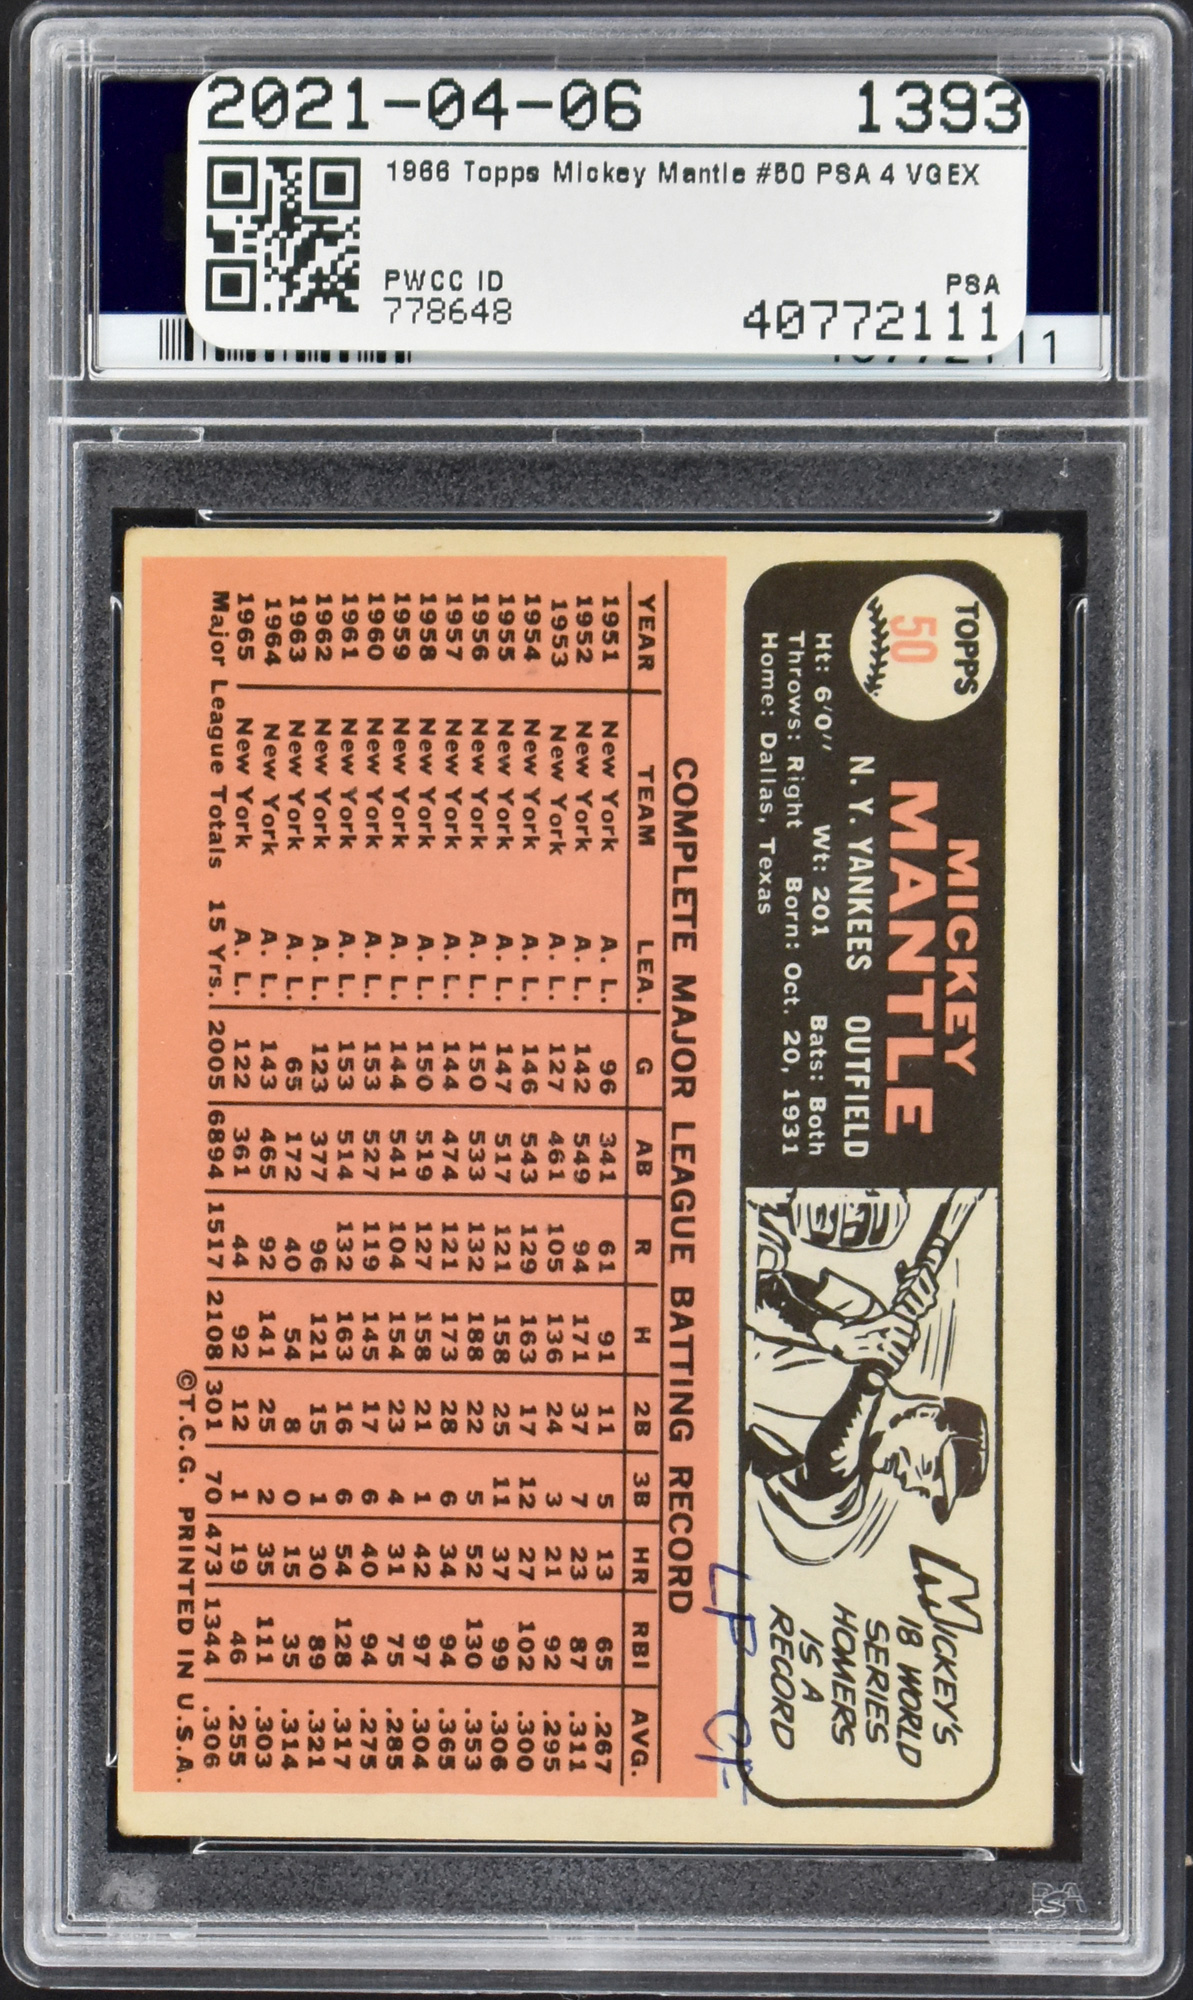 2021-04-06 1393
1966 Topps Mickey Mantle #50 PSA 4 VGEX
PWCC ID PSA
778648 40772111
TOPPS
50
MICKEY
MANTLE
N. Y. YANKEES OUTFIELD
Ht: 6'0'' Wt: 201 Bats: Both
Throws: Right Born: Oct. 20, 1931
Home: Dallas, Texas
MICKEY'S
18 WORLD
SERIES
HOMERS
IS A
RECORD
COMPLETE MAJOR LEAGUE BATTING RECORD
YEAR TEAM LEA. G AB R H 2B 3B HR RBI AVG.
1951 New York A. L. 96 341 61 91 11 5 13 65 .267
1952 New York A. L. 142 549 94 171 37 7 23 87 .311
1953 New York A. L. 127 461 105 136 24 3 21 92 .295
1954 New York A. L. 146 543 129 163 17 12 27 102 .300
1955 New York A. L. 147 517 121 158 25 11 37 99 .306
1956 New York A. L. 150 533 132 188 22 5 52 130 .353
1957 New York A. L. 144 474 121 173 28 6 34 94 .365
1958 New York A. L. 150 519 127 158 21 1 42 97 .304
1959 New York A. L. 144 541 104 154 23 4 31 75 .285
1960 New York A. L. 153 527 119 145 17 6 40 94 .275
1961 New York A. L. 153 514 132 163 16 6 54 128 .317
1962 New York A. L. 123 377 96 121 15 1 30 89 .321
1963 New York A. L. 65 172 40 54 8 0 15 35 .314
1964 New York A. L. 143 465 92 141 25 2 35 111 .303
1965 New York A. L. 122 361 44 92 12 1 19 46 .255
Major League Totals 15 Yrs. 2005 6894 1517 2108 301 70 473 1344 .306
©T.C.G. PRINTED IN U.S.A.